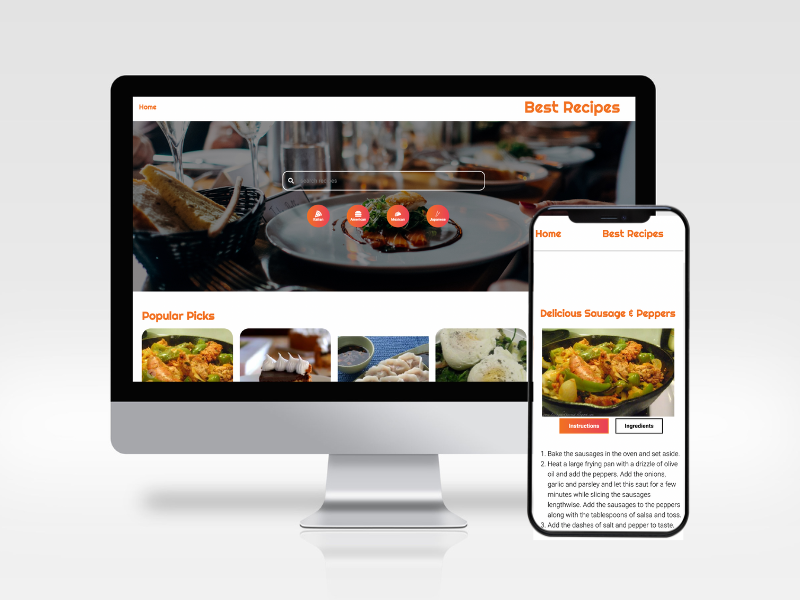 Home
Best Recipes
Search recipes
Italian
American
Mexican
Japanese
Popular Picks
Home
Best Recipes
Delicious Sausage & Peppers
Instructions
Ingredients
1. Bake the sausages in the oven and set aside.
2. Heat a large frying pan with a drizzle of olive
oil and add the peppers. Add the onions,
garlic and parsley and let this saut for a few
minutes while slicing the sausages
lengthwise. Add the sausages to the peppers
along with the tablespoons of salsa and toss.
3. Add the dashes of salt and pepper to taste.